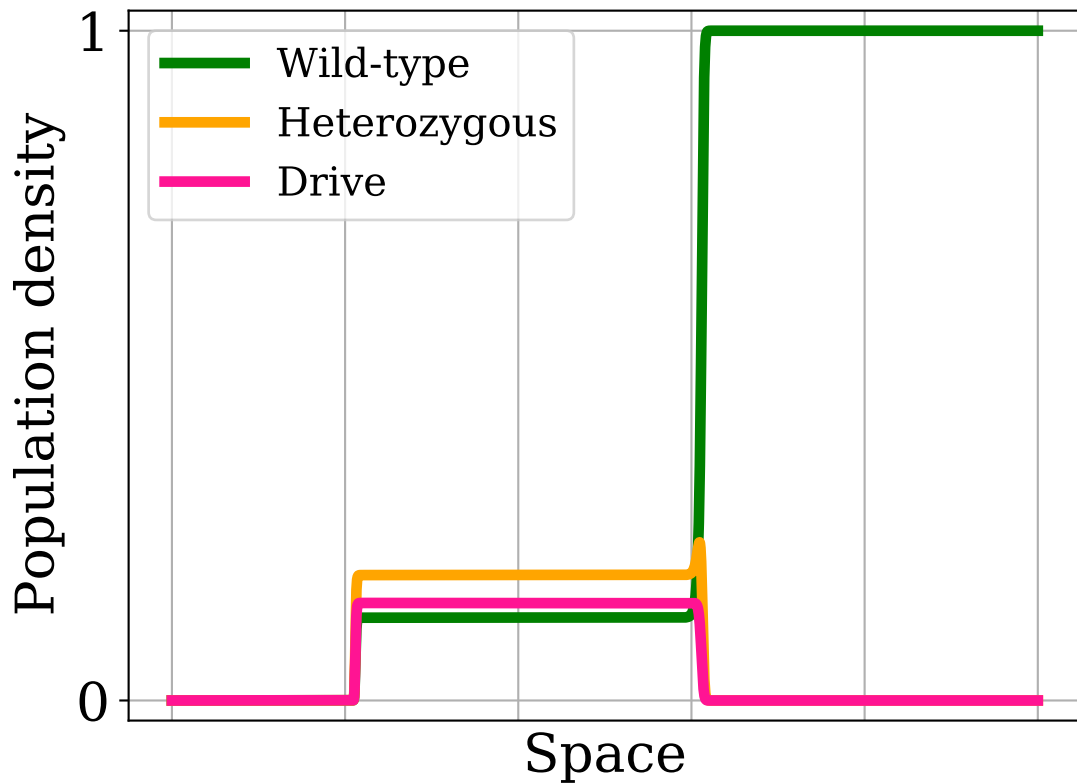 1
Wild-type
Heterozygous
Drive
Population density
0
Space